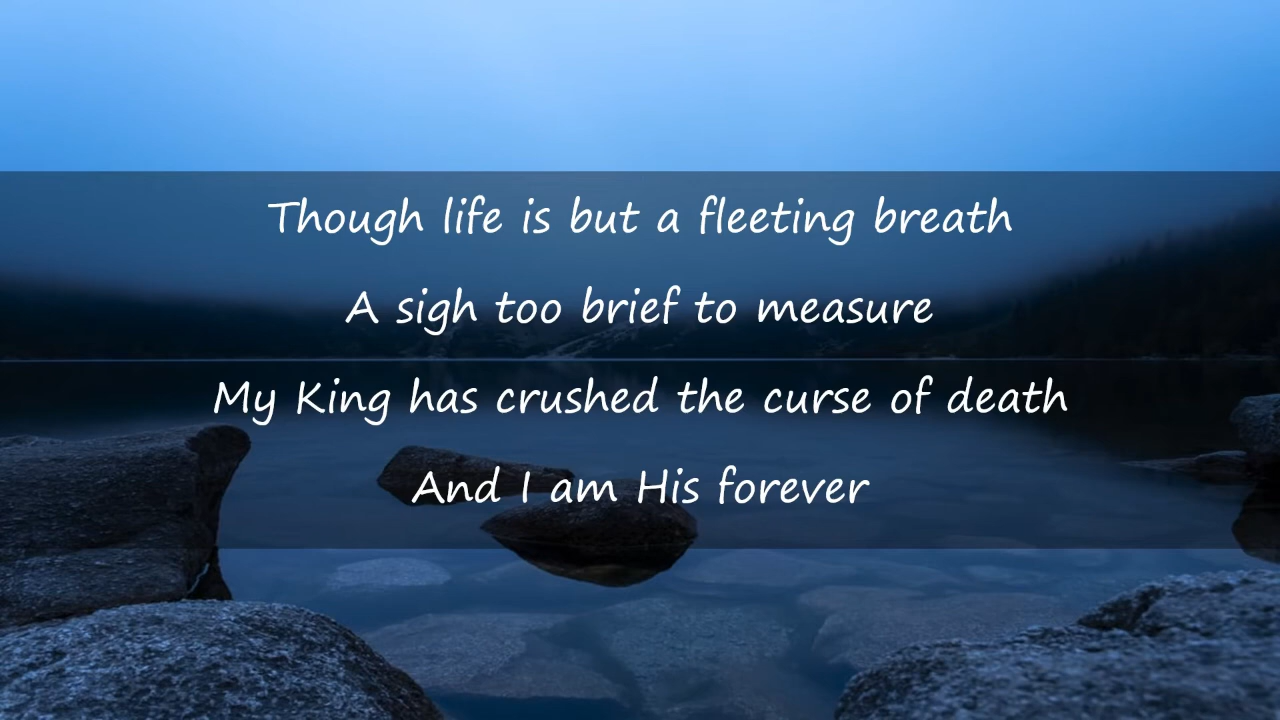 Though life is but a fleeting breath
A sigh too brief to measure
My King has crushed the curse of death
And I am His forever